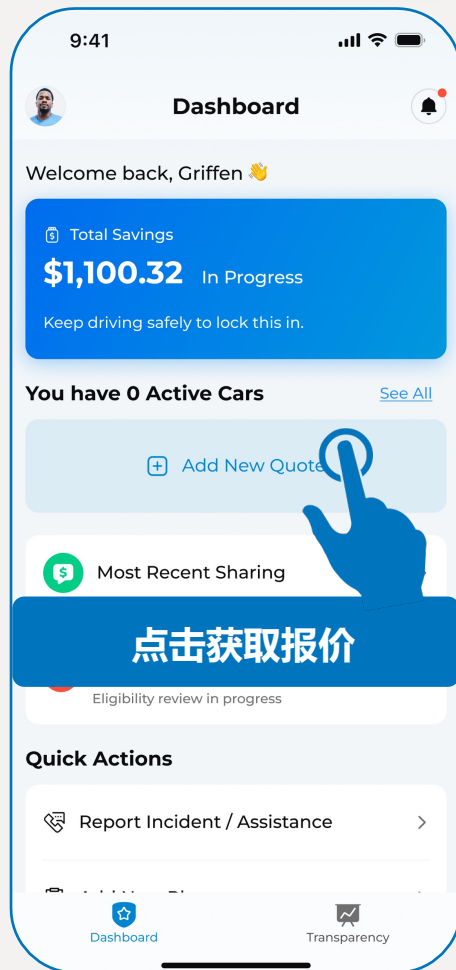 9:41
Dashboard
Welcome back, Griffen 👋
Total Savings
$1,100.32 In Progress
Keep driving safely to lock this in.
You have 0 Active Cars See All
Add New Quote
Most Recent Sharing
点击获取报价
Eligibility review in progress
Quick Actions
Report Incident / Assistance
Dashboard Transparency